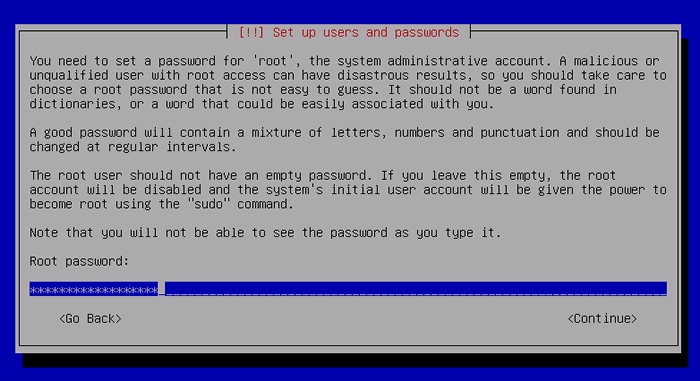 [!!] Set up users and passwords
You need to set a password for 'root', the system administrative account. A malicious or
unqualified user with root access can have disastrous results, so you should take care to
choose a root password that is not easy to guess. It should not be a word found in
dictionaries, or a word that could be easily associated with you.
A good password will contain a mixture of letters, numbers and punctuation and should be
changed at regular intervals.
The root user should not have an empty password. If you leave this empty, the root
account will be disabled and the system's initial user account will be given the power to
become root using the "sudo" command.
Note that you will not be able to see the password as you type it.
Root password:
******************
<Go Back> <Continue>